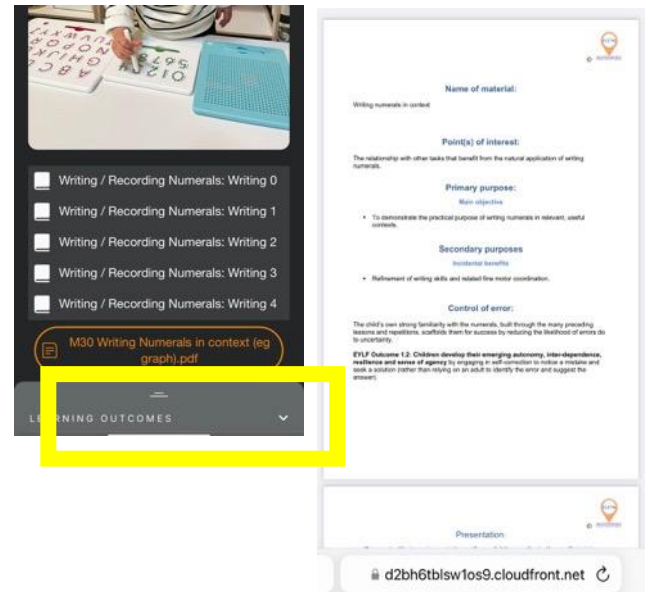 Writing / Recording Numerals: Writing 0
Writing / Recording Numerals: Writing 1
Writing / Recording Numerals: Writing 2
Writing / Recording Numerals: Writing 3
Writing / Recording Numerals: Writing 4
M30 Writing Numerals in context (eg
graph).pdf
LEARNING OUTCOMES
Name of material:
Writing numerals in context
Point(s) of interest:
The relationship with other tasks that benefit from the natural application of writing
numerals.
Primary purpose:
Main objective
• To demonstrate the practical purpose of writing numerals in relevant, useful
contexts.
Secondary purposes
Incidental benefits
• Refinement of writing skills and related fine motor coordination.
Control of error:
The child's own strong familiarity with the numerals, built through the many preceding
lessons and repetitions, scaffolds them for success by reducing the likelihood of errors do
to uncertainty.
EYLF Outcome 1.2: Children develop their emerging autonomy, inter-dependence,
resilience and sense of agency by engaging in self-correction to notice a mistake and
seek a solution (rather than relying on an adult to identify the error and suggest the
answer).
Presentation
d2bh6tblsw1os9.cloudfront.net